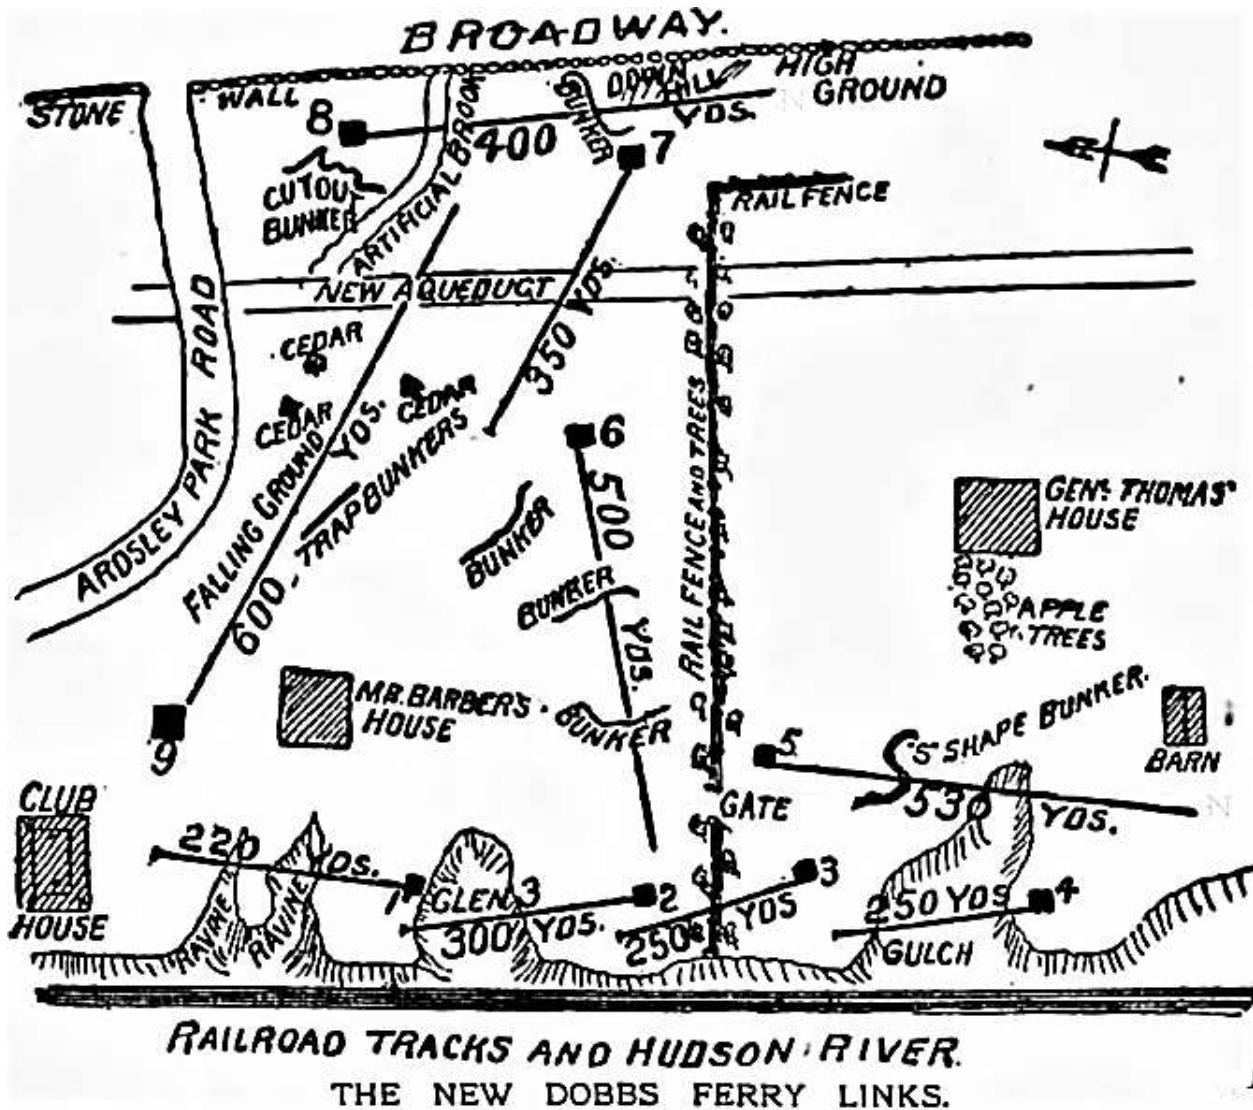 BROADWAY.
STONE
WALL
8
400
YDS.
BUNKER
DOWN
HILL
HIGH
GROUND
7
CUTOUT
BUNKER
ARTIFICIAL BROOK
RAIL FENCE
NEW AQUEDUCT
350 YDS.
CEDAR
CEDAR
CEDAR
ARDSLEY PARK ROAD
FALLING GROUND
600 YDS.
TRAP BUNKERS
6
500
YDS.
BUNKER
BUNKER
BUNKER
RAIL FENCE AND TREES
GENL THOMAS'
HOUSE
APPLE
TREES
MR. BARBER'S
HOUSE
9
5
S SHAPE BUNKER.
530 YDS.
BARN
GATE
CLUB
HOUSE
220 YDS.
RAVINE
RAVINE
1
GLEN
3
300 YDS.
2
250 YDS
3
250 YDS
4
GULCH
RAILROAD TRACKS AND HUDSON RIVER.
THE NEW DOBBS FERRY LINKS.